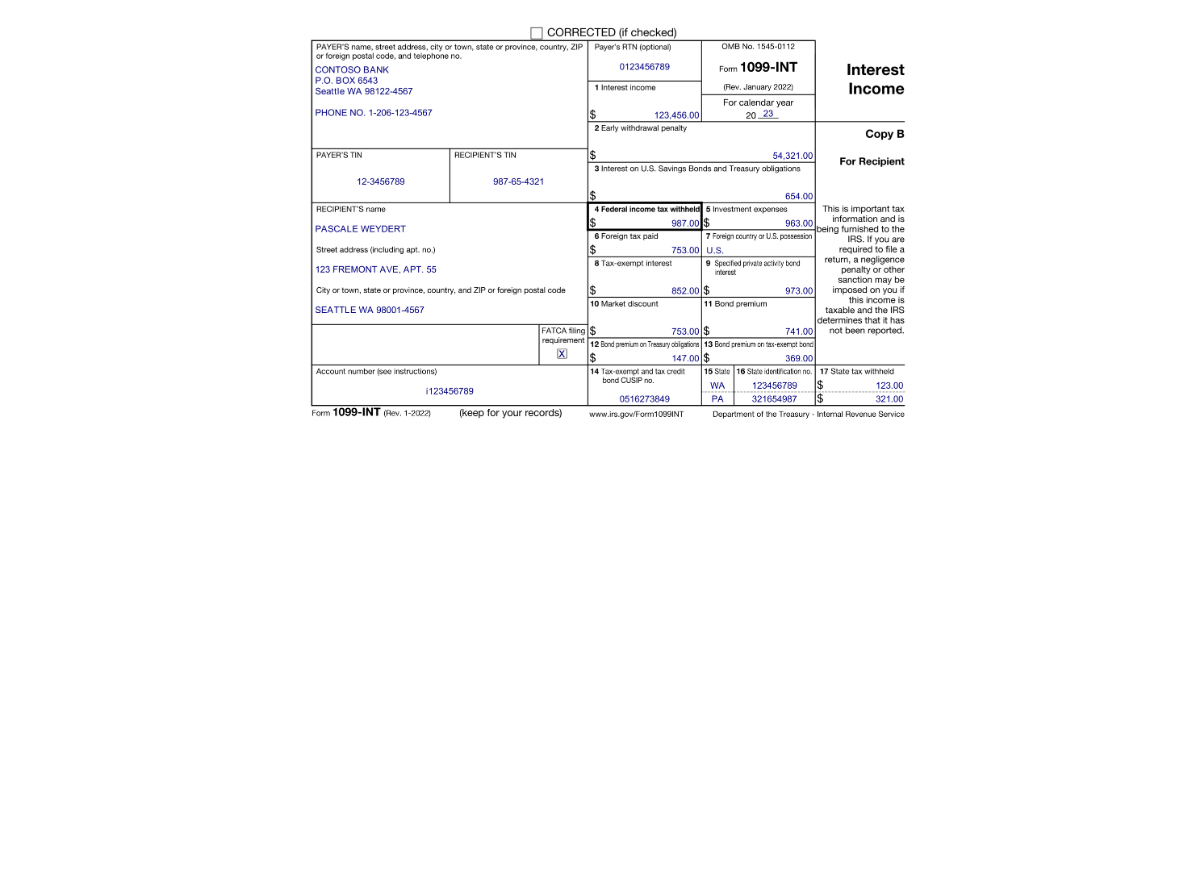 CORRECTED (if checked)
PAYER'S name, street address, city or town, state or province, country, ZIP
or foreign postal code, and telephone no.
CONTOSO BANK
P.O. BOX 6543
Seattle WA 98122-4567
PHONE NO. 1-206-123-4567
Payer's RTN (optional)
0123456789
1 Interest income
$ 123,456.00
OMB No. 1545-0112
Form 1099-INT
(Rev. January 2022)
For calendar year
20 23
Interest
Income
2 Early withdrawal penalty
$ 54,321.00
Copy B
For Recipient
PAYER'S TIN
12-3456789
RECIPIENT'S TIN
987-65-4321
3 Interest on U.S. Savings Bonds and Treasury obligations
$ 654.00
RECIPIENT'S name
PASCALE WEYDERT
Street address (including apt. no.)
123 FREMONT AVE, APT. 55
City or town, state or province, country, and ZIP or foreign postal code
SEATTLE WA 98001-4567
4 Federal income tax withheld
$ 987.00
5 Investment expenses
$ 963.00
6 Foreign tax paid
$ 753.00
7 Foreign country or U.S. possession
U.S.
8 Tax-exempt interest
$ 852.00
9 Specified private activity bond
interest
$ 973.00
10 Market discount
$ 753.00
11 Bond premium
$ 741.00
FATCA filing
requirement
X
12 Bond premium on Treasury obligations
$ 147.00
13 Bond premium on tax-exempt bond
$ 369.00
This is important tax
information and is
being furnished to the
IRS. If you are
required to file a
return, a negligence
penalty or other
sanction may be
imposed on you if
this income is
taxable and the IRS
determines that it has
not been reported.
Account number (see instructions)
i123456789
14 Tax-exempt and tax credit
bond CUSIP no.
0516273849
15 State
WA
PA
16 State identification no.
123456789
321654987
17 State tax withheld
$ 123.00
$ 321.00
Form 1099-INT (Rev. 1-2022)
(keep for your records)
www.irs.gov/Form1099INT
Department of the Treasury - Internal Revenue Service